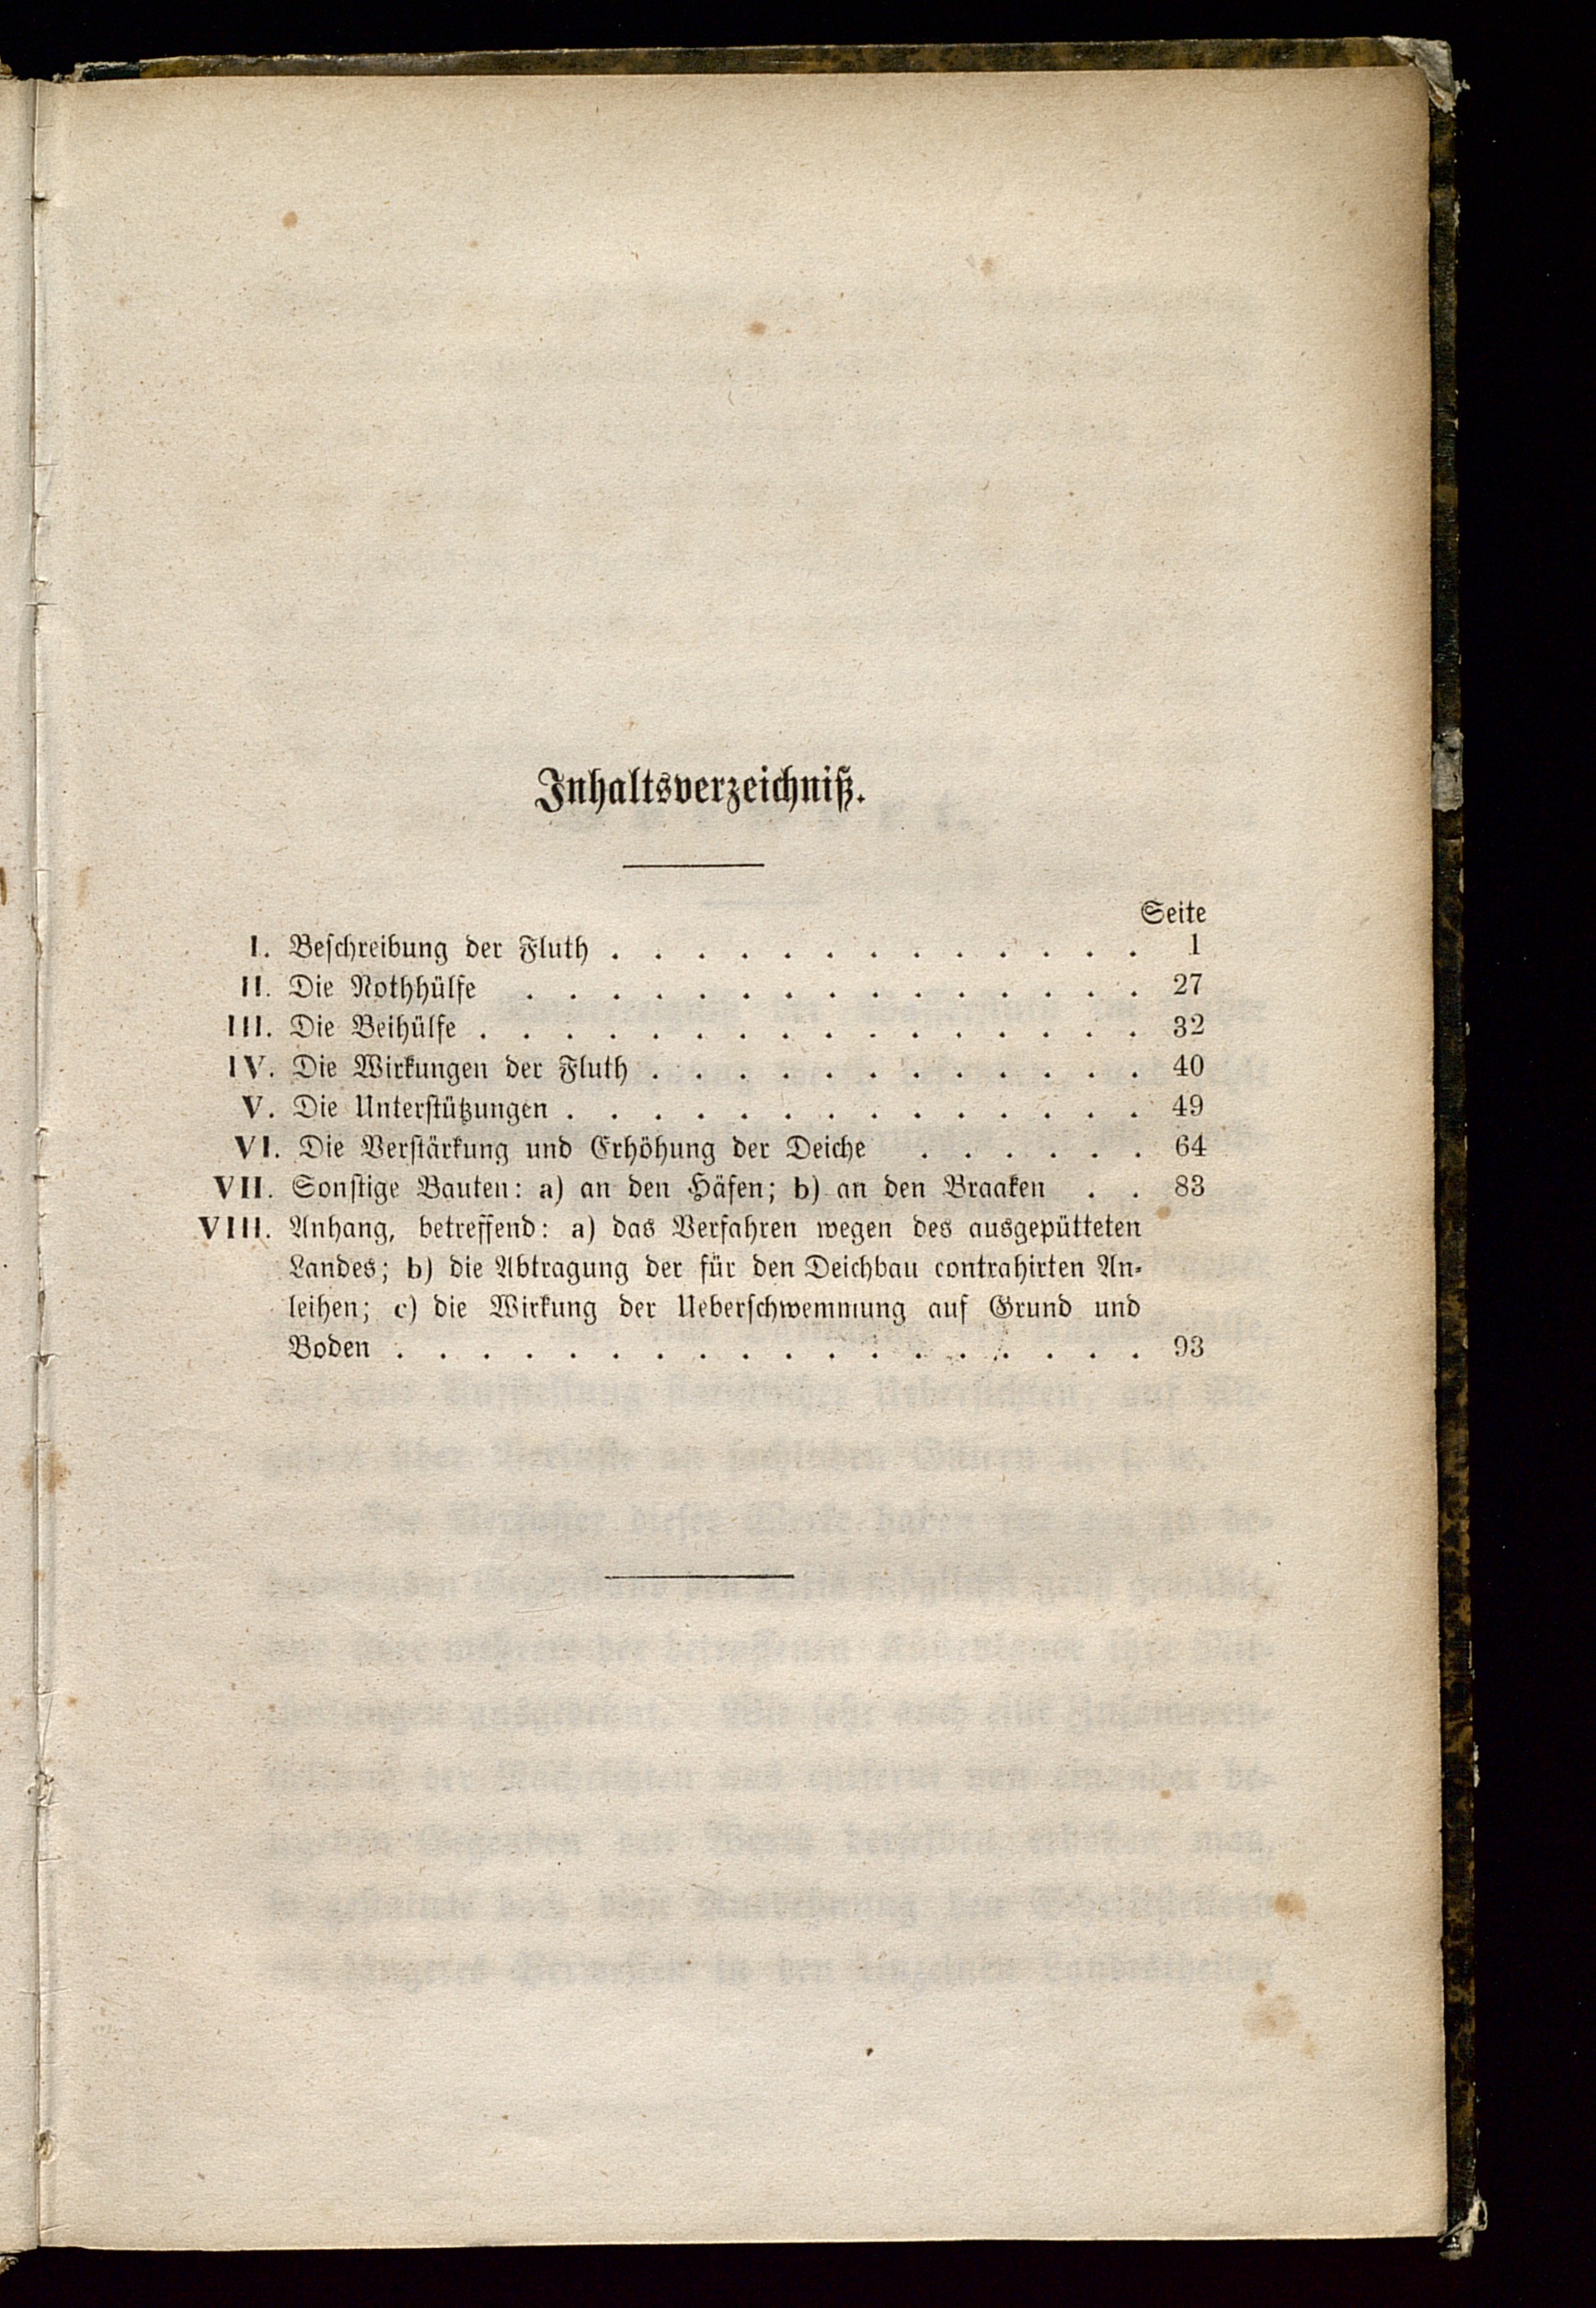 Inhaltsverzeichniß.
Seite
I. Beschreibung der Fluth . . . . . . . . . . . . . 1
II. Die Nothhülfe . . . . . . . . . . . . . . . 27
III. Die Beihülfe . . . . . . . . . . . . . . . . 32
IV. Die Wirkungen der Fluth . . . . . . . . . . . . 40
V. Die Unterstützungen . . . . . . . . . . . . . . 49
VI. Die Verstärkung und Erhöhung der Deiche . . . . . . 64
VII. Sonstige Bauten: a) an den Häfen; b) an den Braaken . . 83
VIII. Anhang, betreffend: a) das Verfahren wegen des ausgepütteten
Landes; b) die Abtragung der für den Deichbau contrahirten An-
leihen; c) die Wirkung der Ueberschwemmung auf Grund und
Boden . . . . . . . . . . . . . . . . . . 93